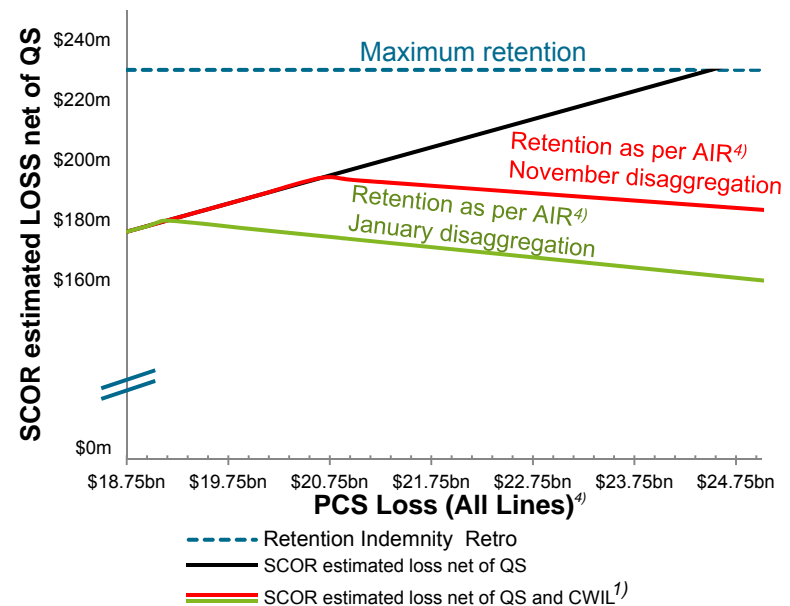 SCOR estimated LOSS net of QS
$240m
$220m
$200m
$180m
$160m
$0m
Maximum retention
Retention as per AIR4)
November disaggregation
Retention as per AIR4)
January disaggregation
$18.75bn $19.75bn $20.75bn $21.75bn $22.75bn $23.75bn $24.75bn
PCS Loss (All Lines)4)
Retention Indemnity Retro
SCOR estimated loss net of QS
SCOR estimated loss net of QS and CWIL1)